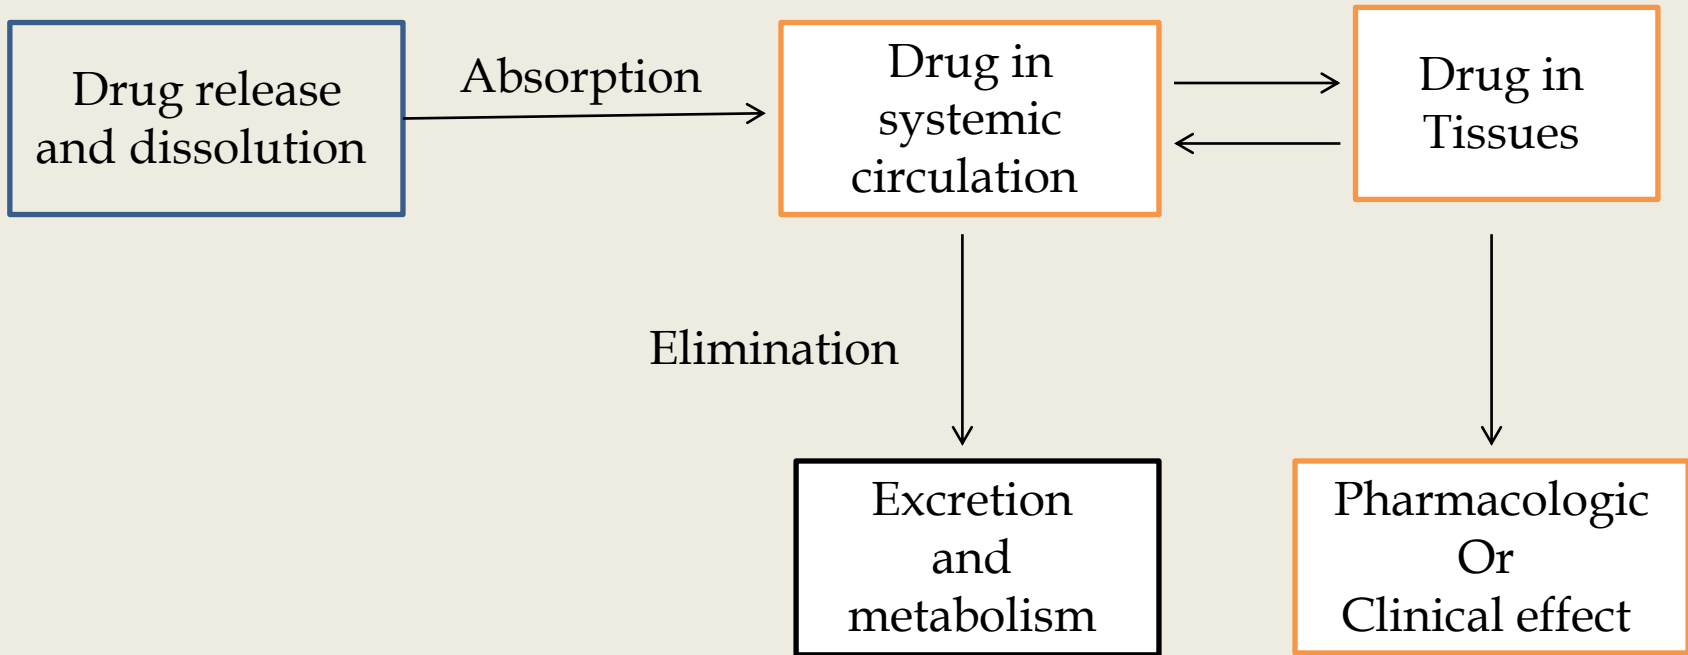 Drug release
and dissolution
Absorption
Drug in
systemic
circulation
Drug in
Tissues
Elimination
Excretion
and
metabolism
Pharmacologic
Or
Clinical effect